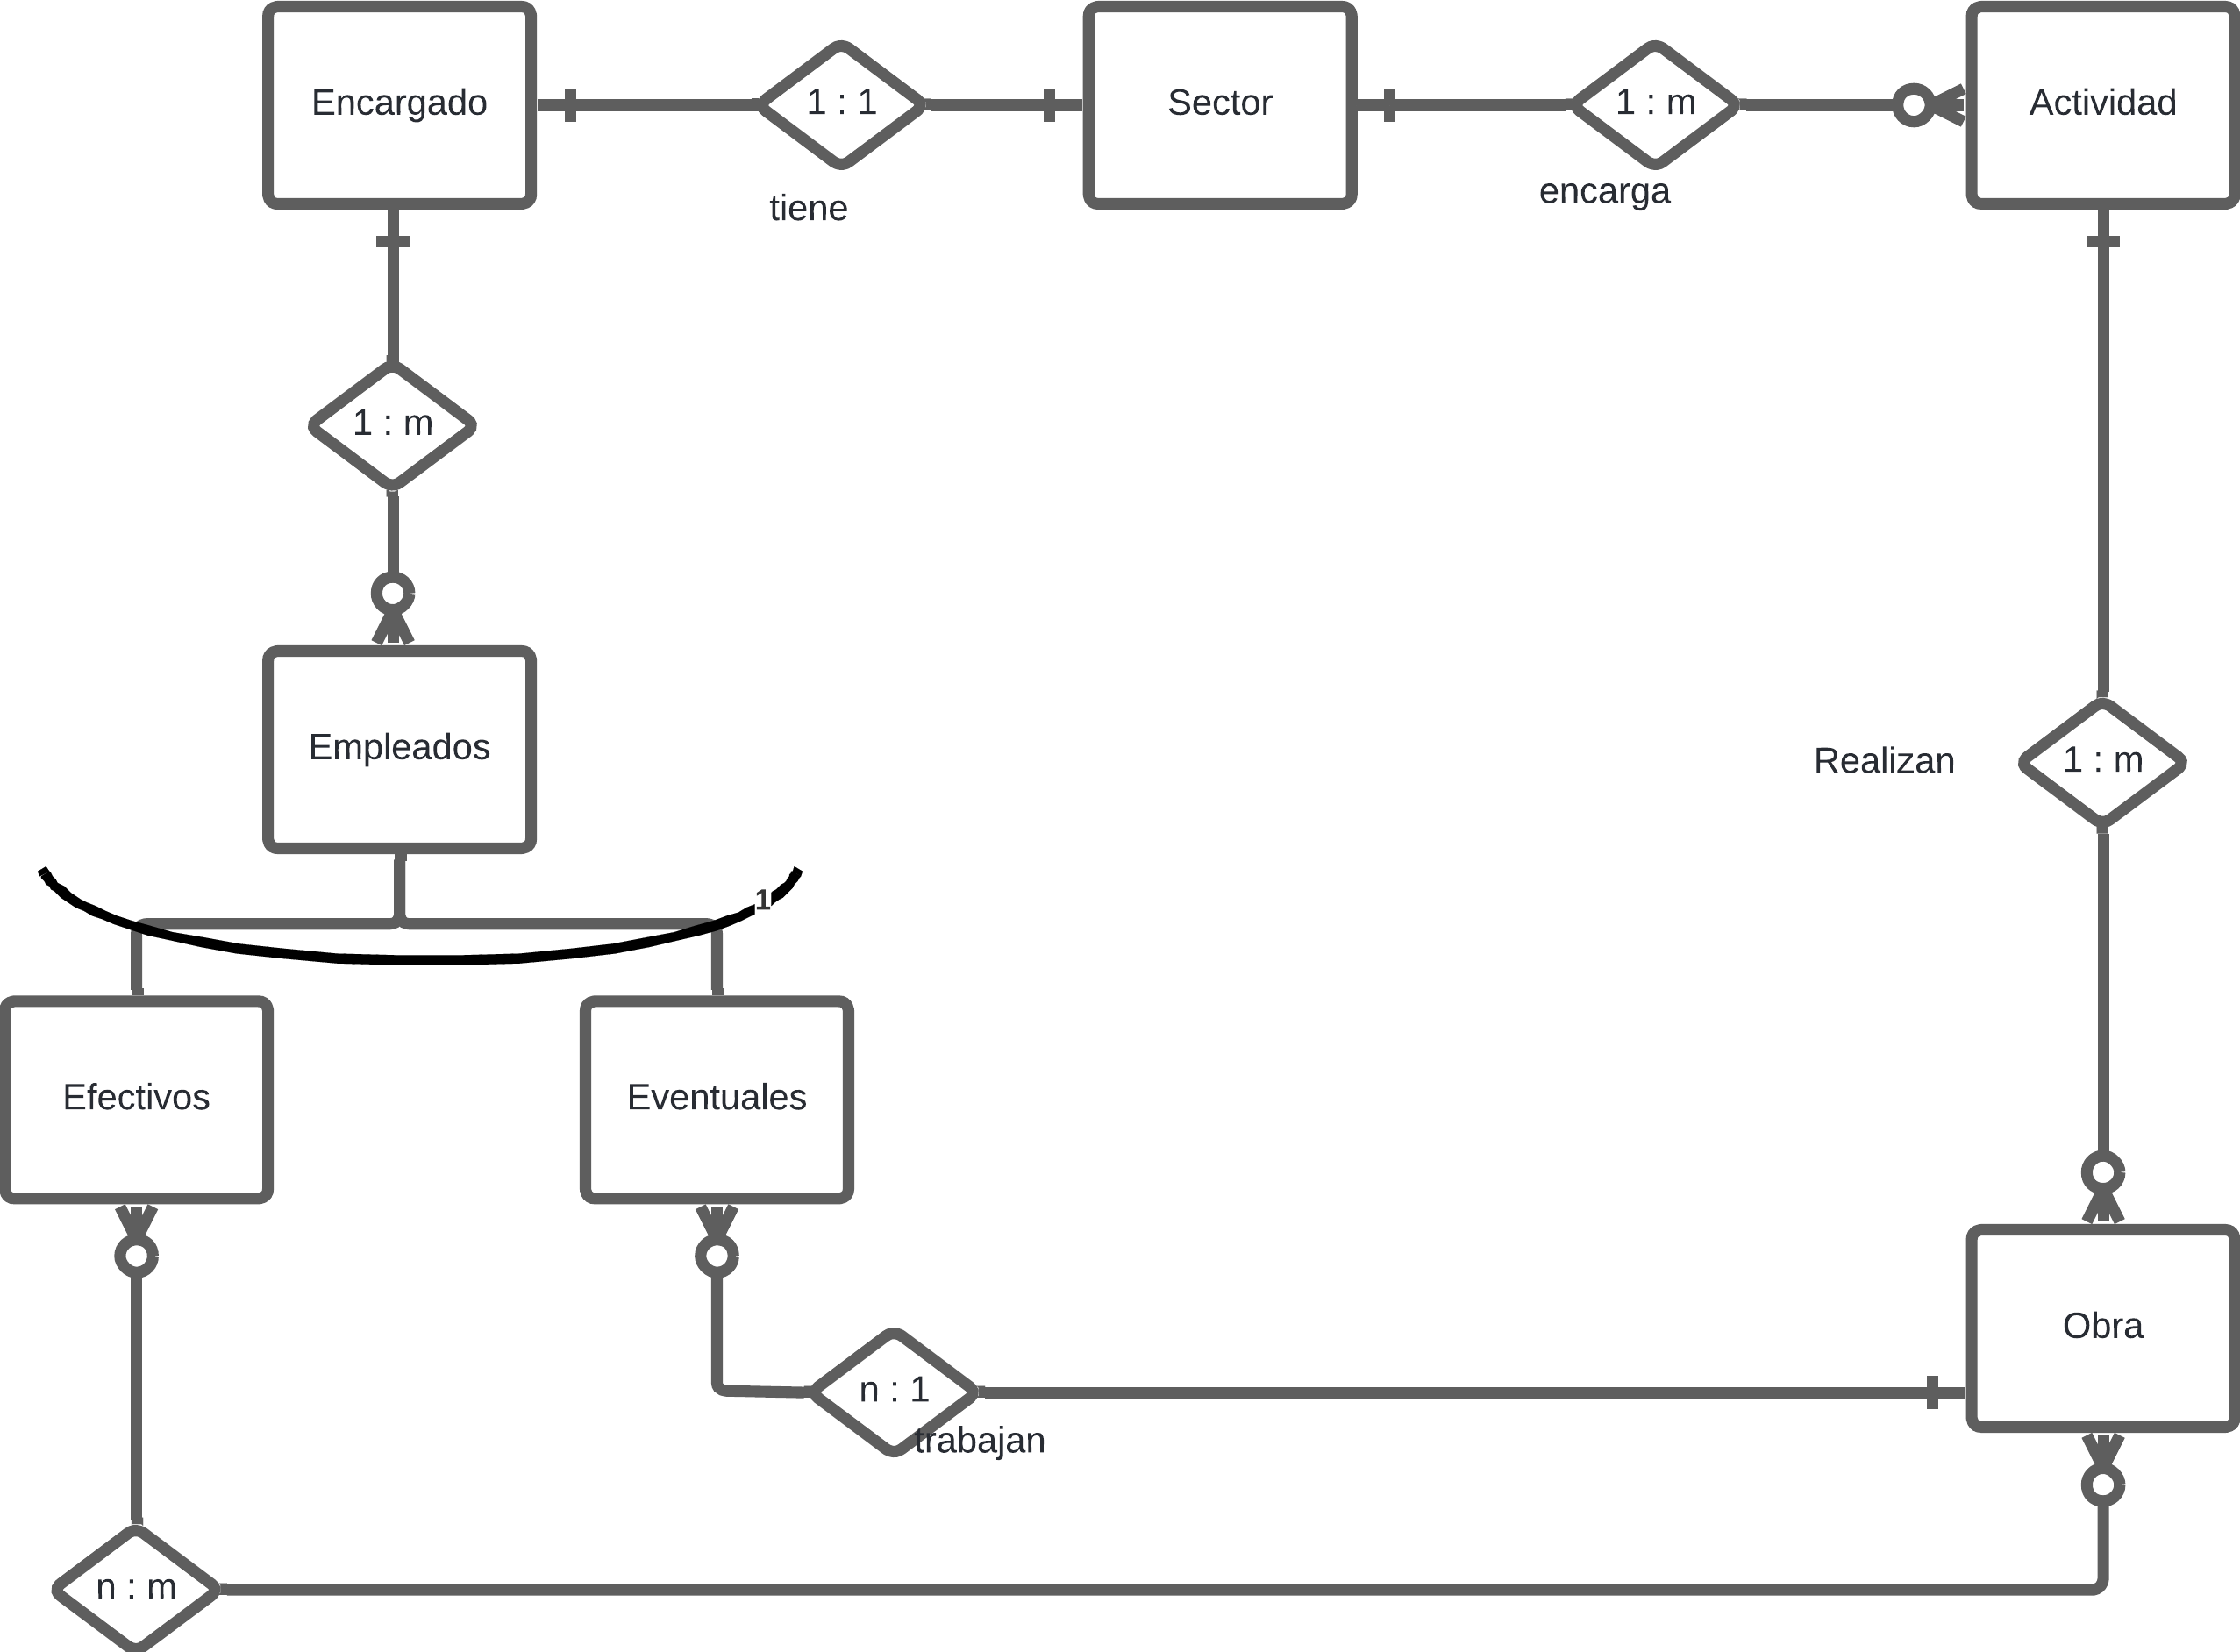 Encargado
1 : 1
Sector
1 : m
Actividad
tiene
encarga
1 : m
Empleados
Realizan
1 : m
1
Efectivos
Eventuales
Obra
n : 1
trabajan
n : m